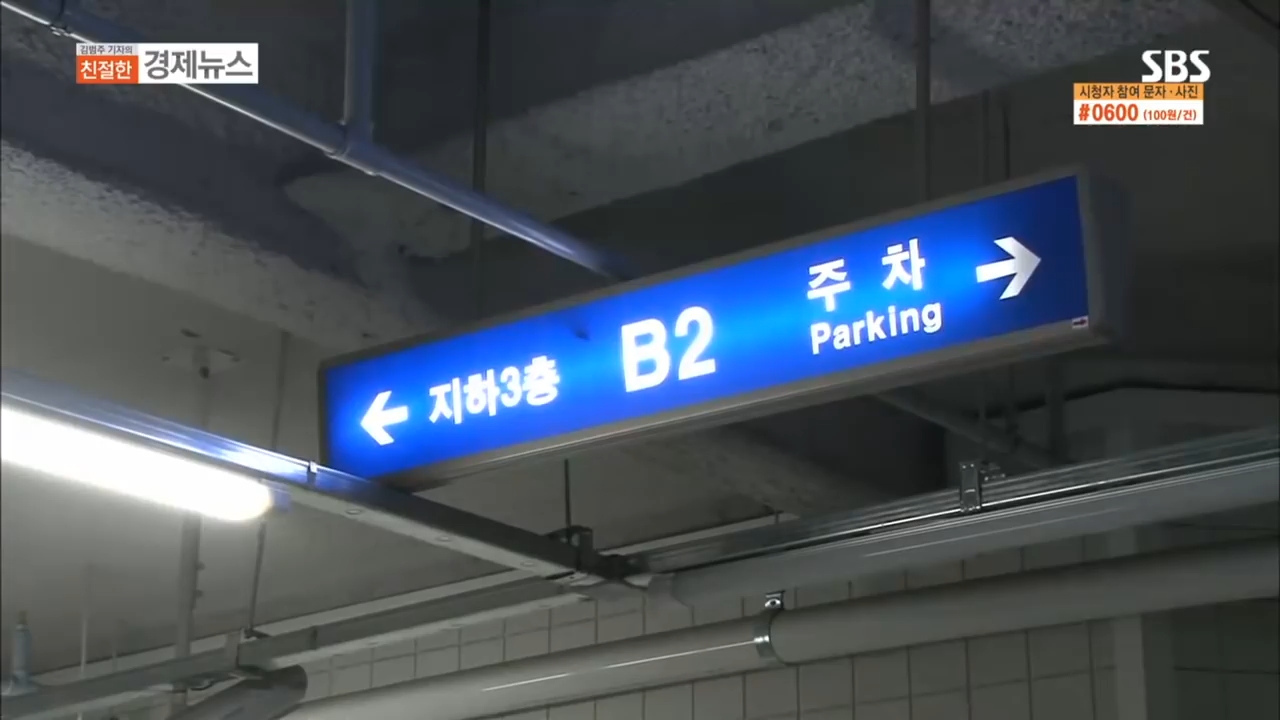 김범주 기자의
친절한 경제뉴스
SBS
시청자 참여 문자·사진
#0600 (100원/건)
← 지하3층 B2 주차 →
Parking